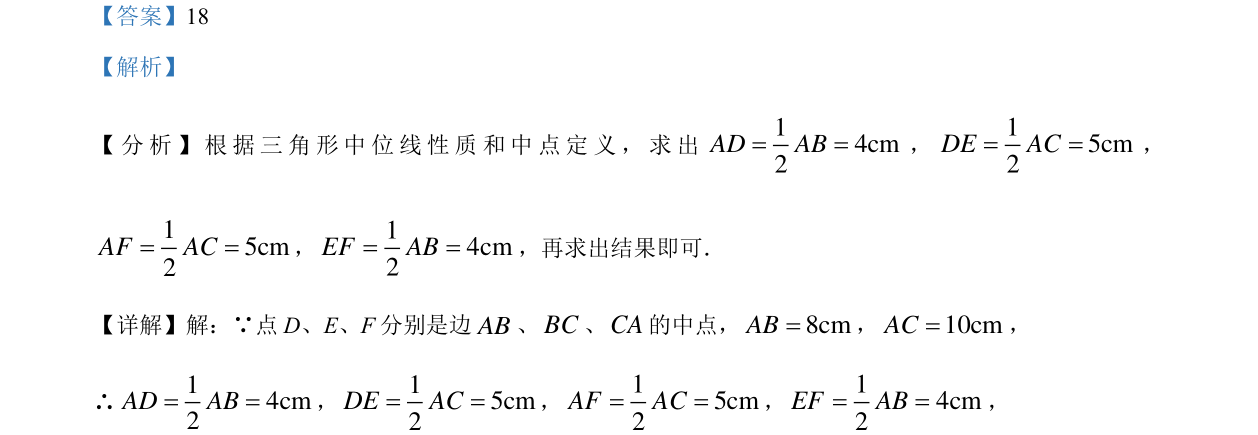 【答案】18
【解析】
【分析】根据三角形中位线性质和中点定义，求出 AD = 1/2 AB = 4cm ， DE = 1/2 AC = 5cm ，
AF = 1/2 AC = 5cm ， EF = 1/2 AB = 4cm ，再求出结果即可．
【详解】解：∵点 D、E、F 分别是边 AB 、 BC 、 CA 的中点， AB = 8cm ， AC = 10cm ，
∴ AD = 1/2 AB = 4cm ， DE = 1/2 AC = 5cm ， AF = 1/2 AC = 5cm ， EF = 1/2 AB = 4cm ，